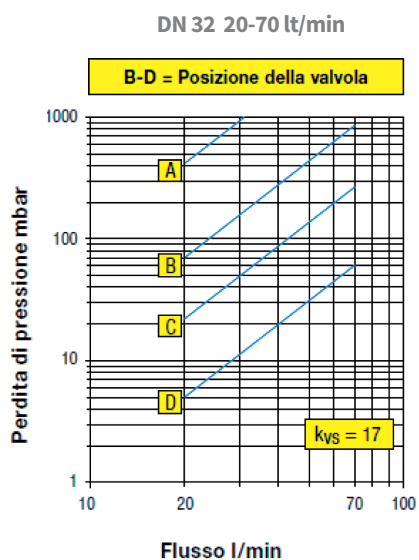 DN 32 20-70 lt/min
B-D = Posizione della valvola
Perdita di pressione mbar
1000
100
10
1
A
B
C
D
kvs = 17
10 20 70 100
Flusso l/min